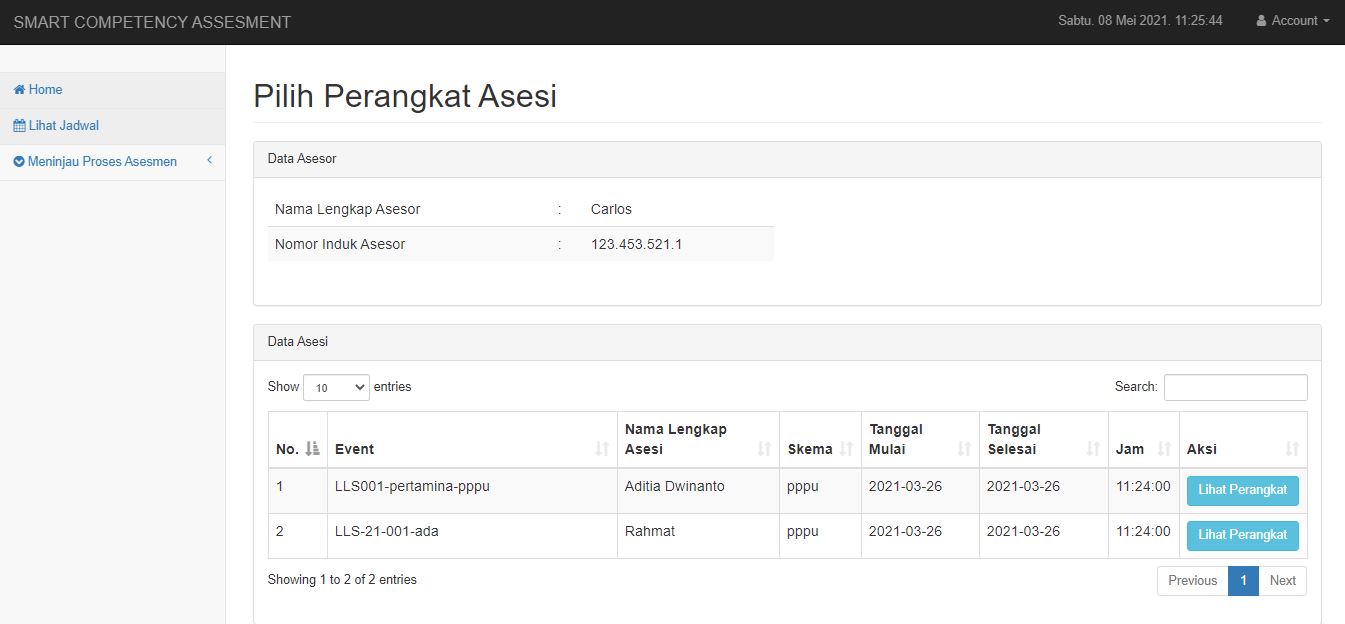 SMART COMPETENCY ASSESMENT
Sabtu. 08 Mei 2021. 11:25:44 Account
Home
Lihat Jadwal
Meninjau Proses Asesmen
Pilih Perangkat Asesi
Data Asesor
Nama Lengkap Asesor : Carlos
Nomor Induk Asesor : 123.453.521.1
Data Asesi
Show 10 entries Search:
No. Event Nama Lengkap Asesi Skema Tanggal Mulai Tanggal Selesai Jam Aksi
1 LLS001-pertamina-pppu Aditia Dwinanto pppu 2021-03-26 2021-03-26 11:24:00 Lihat Perangkat
2 LLS-21-001-ada Rahmat pppu 2021-03-26 2021-03-26 11:24:00 Lihat Perangkat
Showing 1 to 2 of 2 entries Previous 1 Next